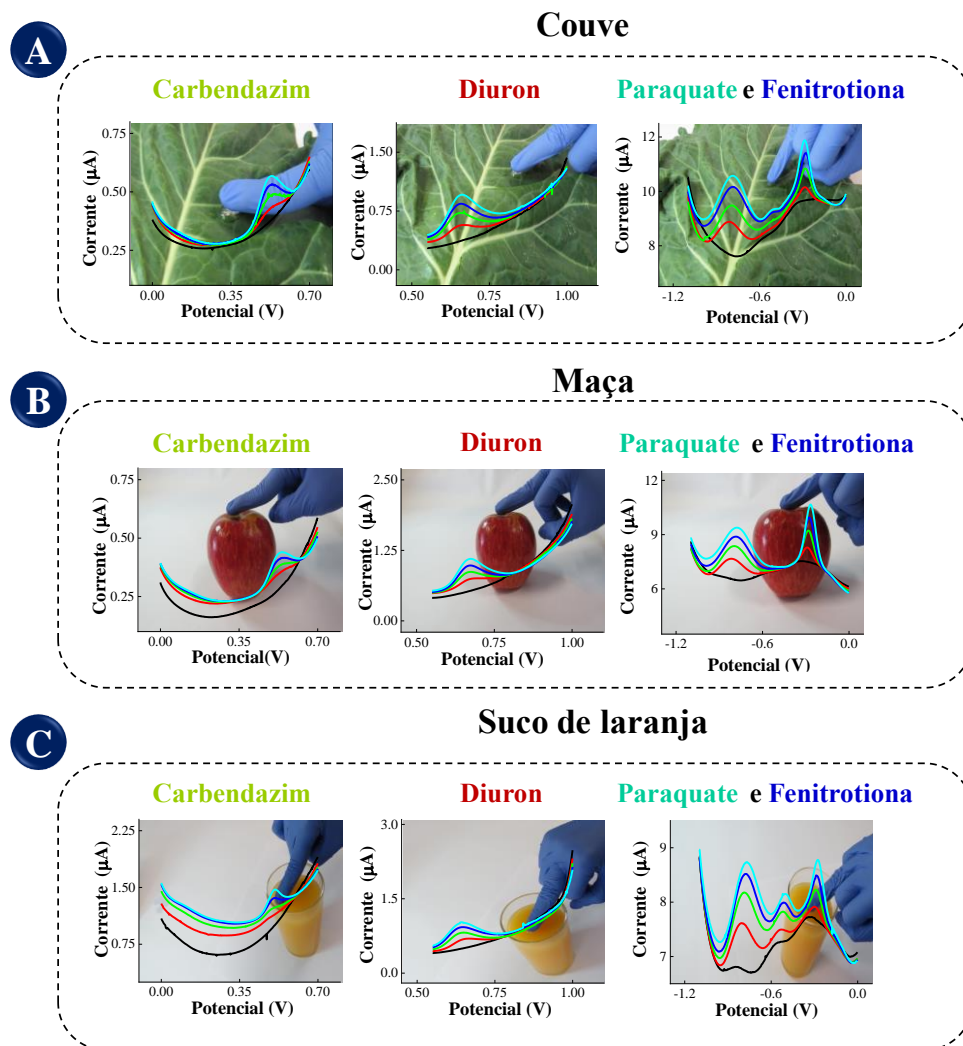 A
Couve
Carbendazim
Diuron
Paraquate e Fenitrotiona
Corrente (µA)
0.75
0.50
0.25
0.00
0.35
0.70
Potencial (V)
Corrente (µA)
1.50
0.75
0.00
0.50
0.75
1.00
Potencial (V)
Corrente (µA)
12
10
8
-1.2
-0.6
0.0
Potencial (V)
B
Maça
Carbendazim
Diuron
Paraquate e Fenitrotiona
Corrente (µA)
0.75
0.50
0.25
0.00
0.35
0.70
Potencial(V)
Corrente (µA)
2.50
1.25
0.00
0.50
0.75
1.00
Potencial (V)
Corrente (µA)
12
9
6
-1.2
-0.6
0.0
Potencial (V)
C
Suco de laranja
Carbendazim
Diuron
Paraquate e Fenitrotiona
Corrente (µA)
2.25
1.50
0.75
0.00
0.35
0.70
Potencial (V)
Corrente (µA)
3.0
1.5
0.0
0.50
0.75
1.00
Potencial (V)
Corrente (µA)
9
8
7
-1.2
-0.6
0.0
Potencial (V)